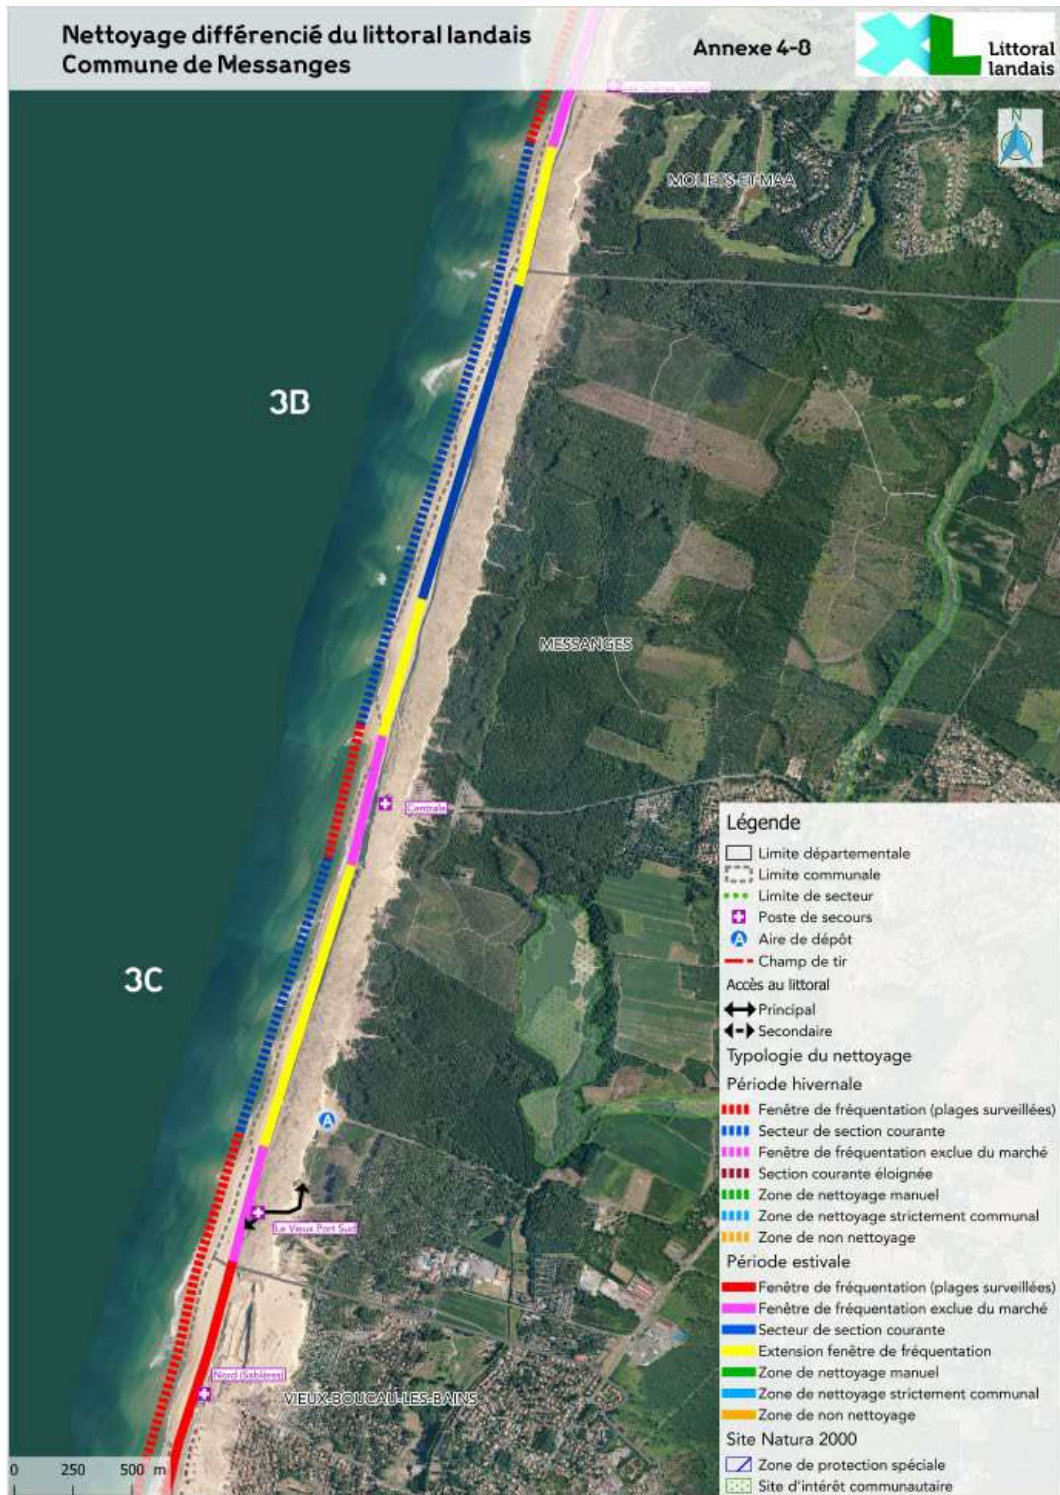 Nettoyage différencié du littoral landais
Commune de Messanges
Annexe 4-8
XL
Littoral
landais
N
MOLIETS-ET-MAA
3B
MESSANGES
Centrale
3C
A
Le Vieux Port Sud
Nord (Sablères)
VIEUX-BOUCAU-LES-BAINS
0 250 500 m
Légende
Limite départementale
Limite communale
Limite de secteur
Poste de secours
A Aire de dépôt
Champ de tir
Accès au littoral
Principal
Secondaire
Typologie du nettoyage
Période hivernale
Fenêtre de fréquentation (plages surveillées)
Secteur de section courante
Fenêtre de fréquentation exclue du marché
Section courante éloignée
Zone de nettoyage manuel
Zone de nettoyage strictement communal
Zone de non nettoyage
Période estivale
Fenêtre de fréquentation (plages surveillées)
Fenêtre de fréquentation exclue du marché
Secteur de section courante
Extension fenêtre de fréquentation
Zone de nettoyage manuel
Zone de nettoyage strictement communal
Zone de non nettoyage
Site Natura 2000
Zone de protection spéciale
Site d'intérêt communautaire